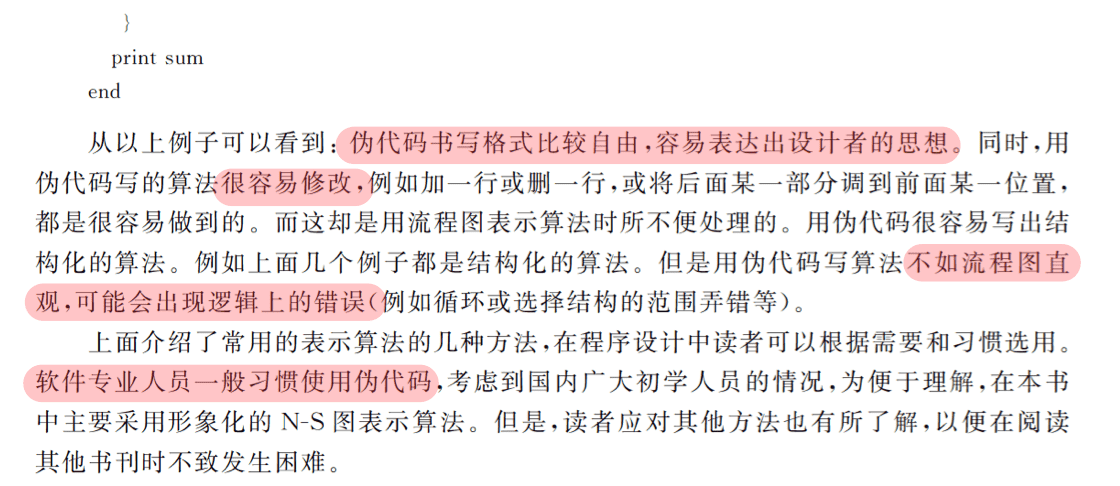 }
print sum
end
从以上例子可以看到：伪代码书写格式比较自由，容易表达出设计者的思想。同时，用
伪代码写的算法很容易修改，例如加一行或删一行，或将后面某一部分调到前面某一位置，
都是很容易做到的。而这却是用流程图表示算法时所不便处理的。用伪代码很容易写出结
构化的算法。例如上面几个例子都是结构化的算法。但是用伪代码写算法不如流程图直
观，可能会出现逻辑上的错误（例如循环或选择结构的范围弄错等）。
上面介绍了常用的表示算法的几种方法，在程序设计中读者可以根据需要和习惯选用。
软件专业人员一般习惯使用伪代码，考虑到国内广大初学人员的情况，为便于理解，在本书
中主要采用形象化的 N-S 图表示算法。但是，读者应对其他方法也有所了解，以便在阅读
其他书刊时不致发生困难。